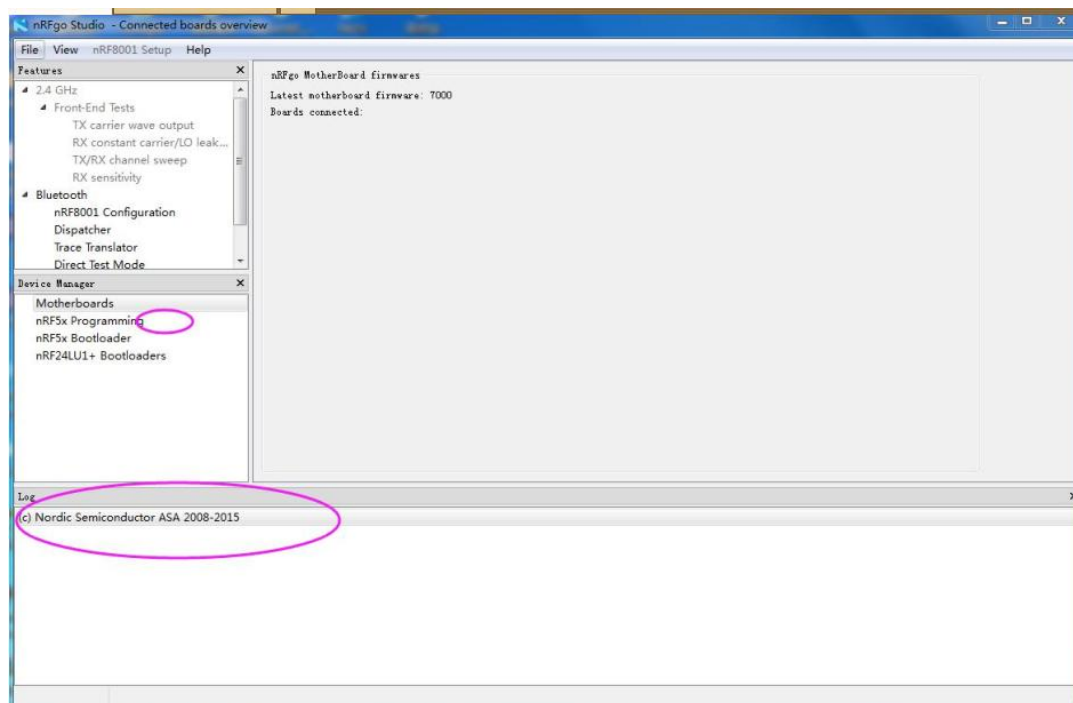 nRFgo Studio - Connected boards overview
File View nRF8001 Setup Help
Features
2.4 GHz
Front-End Tests
TX carrier wave output
RX constant carrier/LO leak...
TX/RX channel sweep
RX sensitivity
Bluetooth
nRF8001 Configuration
Dispatcher
Trace Translator
Direct Test Mode
Device Manager
Motherboards
nRF5x Programming
nRF5x Bootloader
nRF24LU1+ Bootloaders
nRFgo MotherBoard firmwares
Latest motherboard firmware: 7000
Boards connected:
Log
(c) Nordic Semiconductor ASA 2008-2015